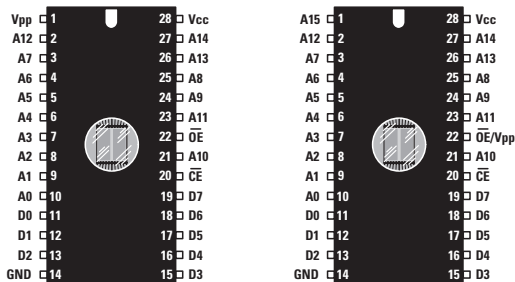 Vpp 1 28 Vcc
A12 2 27 A14
A7 3 26 A13
A6 4 25 A8
A5 5 24 A9
A4 6 23 A11
A3 7 22 OE
A2 8 21 A10
A1 9 20 CE
A0 10 19 D7
D0 11 18 D6
D1 12 17 D5
D2 13 16 D4
GND 14 15 D3
A15 1 28 Vcc
A12 2 27 A14
A7 3 26 A13
A6 4 25 A8
A5 5 24 A9
A4 6 23 A11
A3 7 22 OE/Vpp
A2 8 21 A10
A1 9 20 CE
A0 10 19 D7
D0 11 18 D6
D1 12 17 D5
D2 13 16 D4
GND 14 15 D3